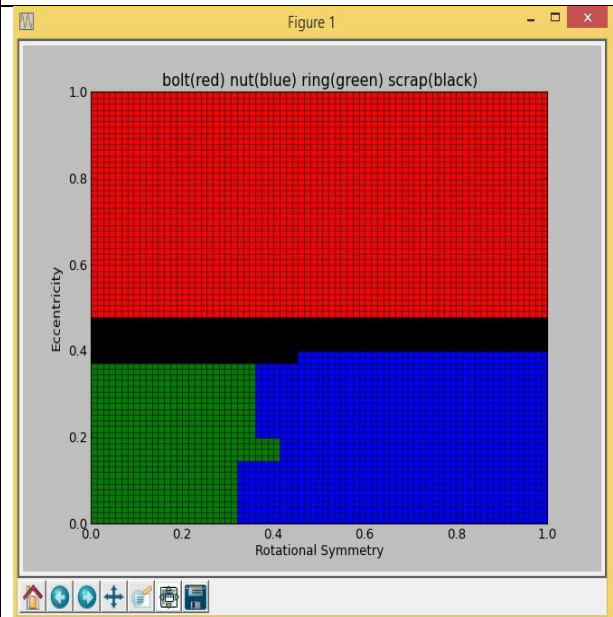 Figure 1
bolt(red) nut(blue) ring(green) scrap(black)
1.0
0.8
0.6
Eccentricity
0.4
0.2
0.0
0.0 0.2 0.4 0.6 0.8 1.0
Rotational Symmetry